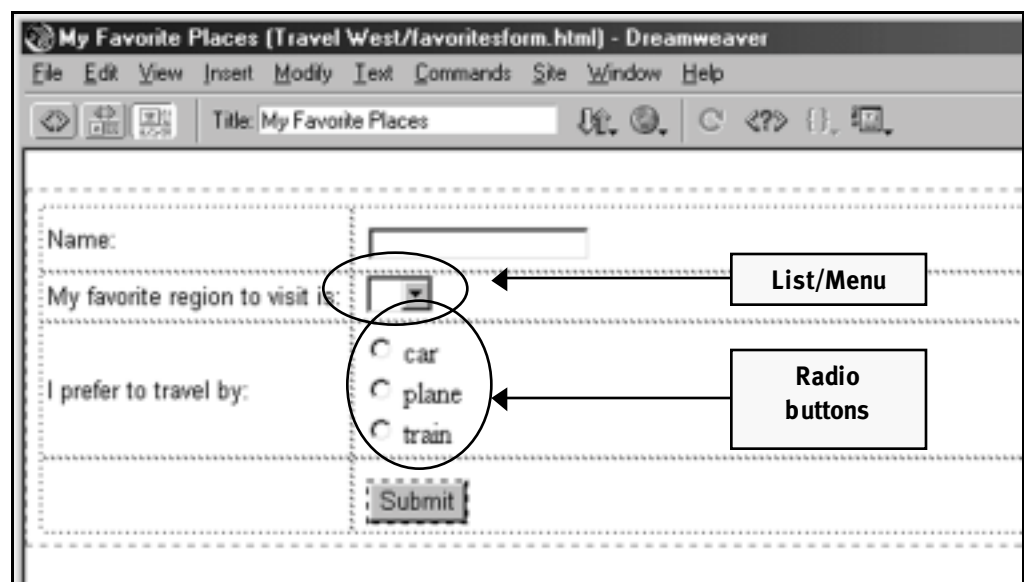 My Favorite Places (Travel West/favoritesform.html) - Dreamweaver
File Edit View Insert Modify Text Commands Site Window Help
Title: My Favorite Places
Name:
My favorite region to visit is:
List/Menu
car
I prefer to travel by:
plane
train
Radio
buttons
Submit